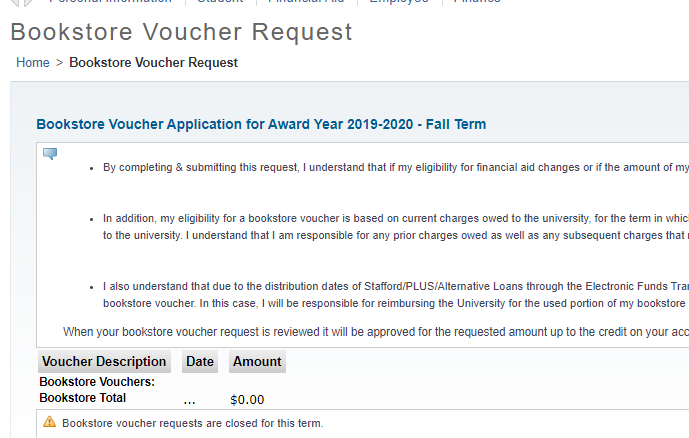 Personal Information Student Financial Aid Employee Finance
Bookstore Voucher Request
Home > Bookstore Voucher Request
Bookstore Voucher Application for Award Year 2019-2020 - Fall Term
• By completing & submitting this request, I understand that if my eligibility for financial aid changes or if the amount of my
• In addition, my eligibility for a bookstore voucher is based on current charges owed to the university, for the term in
to the university. I understand that I am responsible for any prior charges owed as well as any subsequent charges that
• I also understand that due to the distribution dates of Stafford/PLUS/Alternative Loans through the Electronic Funds
bookstore voucher. In this case, I will be responsible for reimbursing the University for the used portion of my bookstore
When your bookstore voucher request is reviewed it will be approved for the requested amount up to the credit on your
Voucher Description Date Amount
Bookstore Vouchers:
Bookstore Total ... $0.00
Bookstore voucher requests are closed for this term.